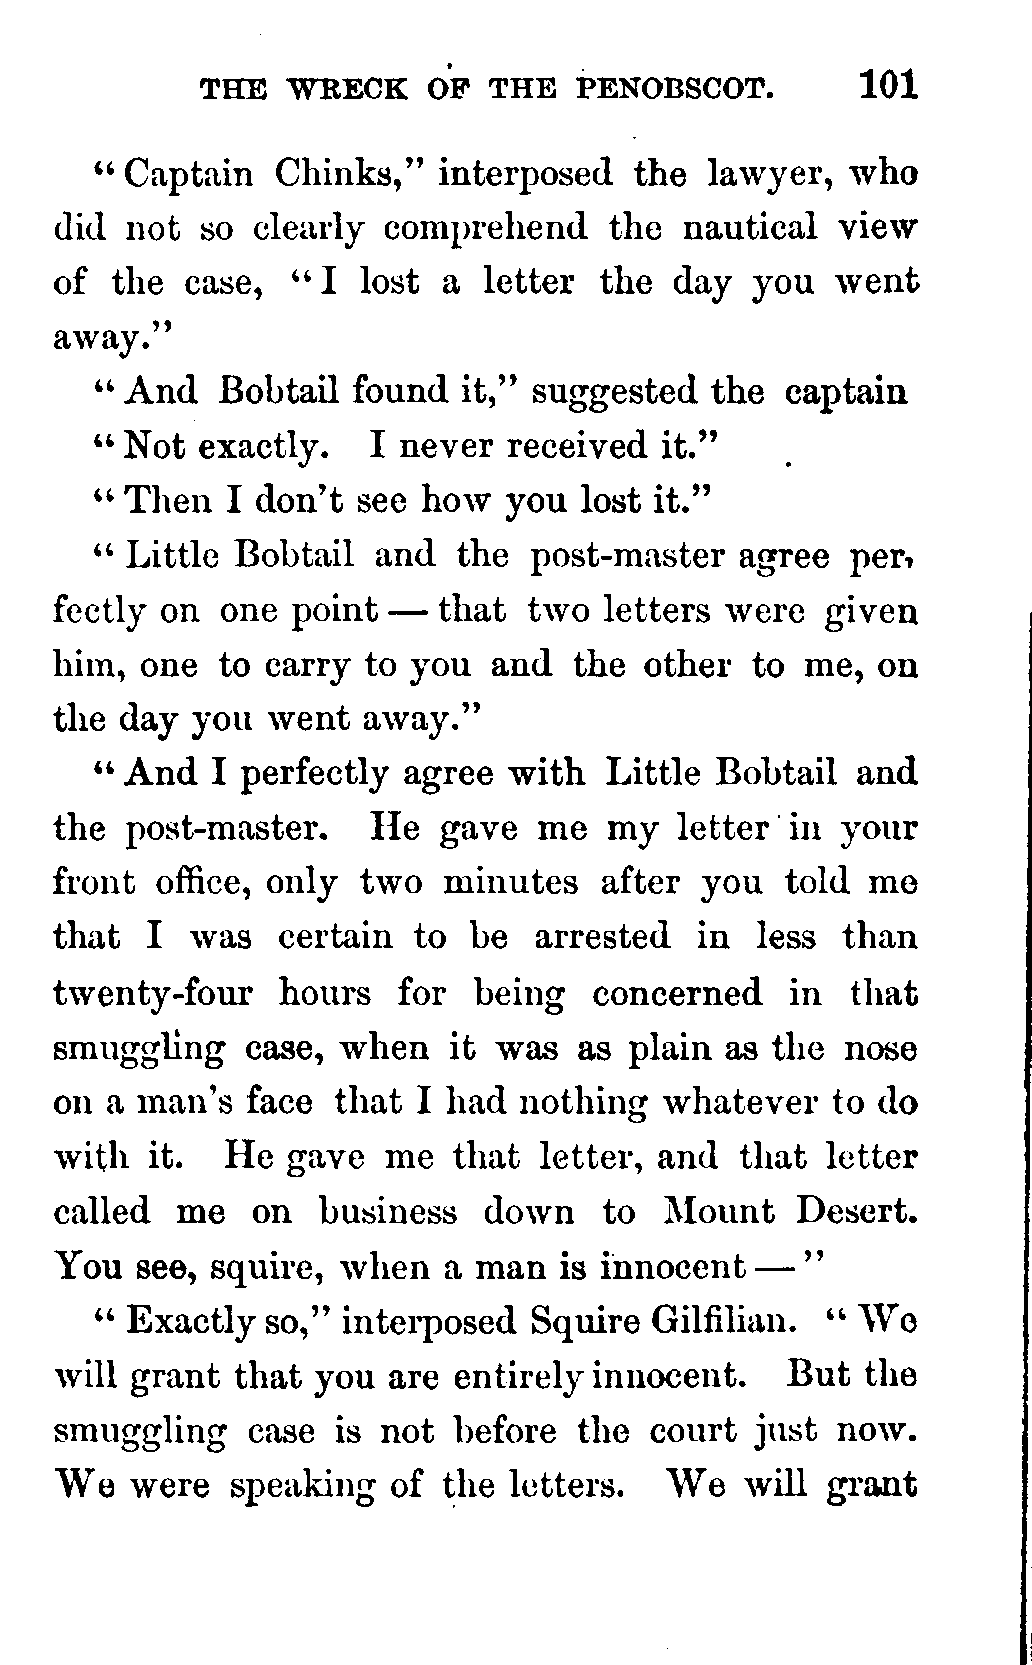 THE WRECK OF THE PENOBSCOT. 101
"Captain Chinks," interposed the lawyer, who
did not so clearly comprehend the nautical view
of the case, "I lost a letter the day you went
away."
"And Bobtail found it," suggested the captain
"Not exactly. I never received it."
"Then I don't see how you lost it."
"Little Bobtail and the post-master agree per-
fectly on one point — that two letters were given
him, one to carry to you and the other to me, on
the day you went away."
"And I perfectly agree with Little Bobtail and
the post-master. He gave me my letter in your
front office, only two minutes after you told me
that I was certain to be arrested in less than
twenty-four hours for being concerned in that
smuggling case, when it was as plain as the nose
on a man's face that I had nothing whatever to do
with it. He gave me that letter, and that letter
called me on business down to Mount Desert.
You see, squire, when a man is innocent — "
"Exactly so," interposed Squire Gilfilian. "We
will grant that you are entirely innocent. But the
smuggling case is not before the court just now.
We were speaking of the letters. We will grant